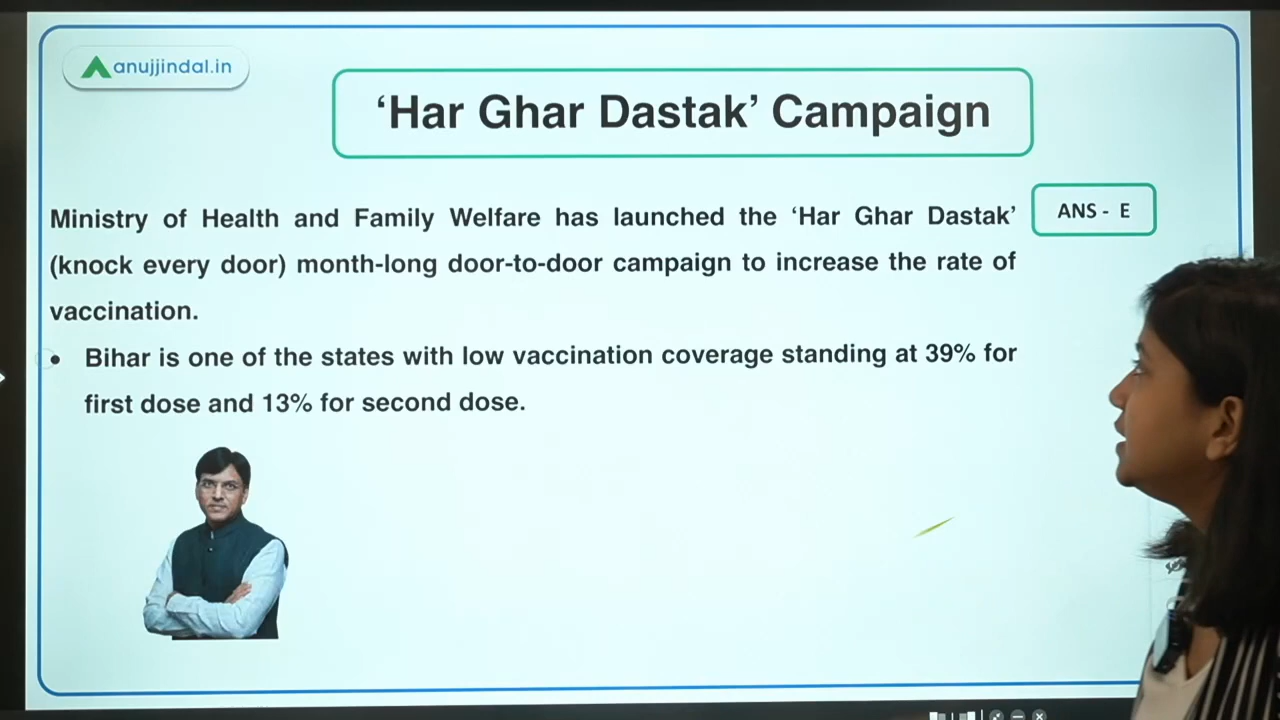 anujjindal.in
‘Har Ghar Dastak’ Campaign
Ministry of Health and Family Welfare has launched the ‘Har Ghar Dastak’
ANS - E
(knock every door) month-long door-to-door campaign to increase the rate of
vaccination.
• Bihar is one of the states with low vaccination coverage standing at 39% for
first dose and 13% for second dose.